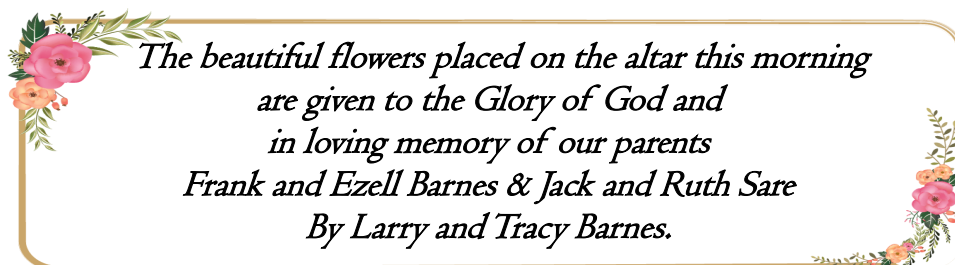 The beautiful flowers placed on the altar this morning
are given to the Glory of God and
in loving memory of our parents
Frank and Ezell Barnes & Jack and Ruth Sare
By Larry and Tracy Barnes.